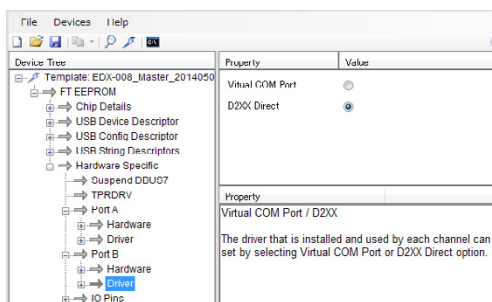 File Devices Help
Device Tree
Template: EDX-008_Master_2014050
FT EEPROM
Chip Details
USB Device Descriptor
USB Config Descriptor
USB String Descriptors
Hardware Specific
Suspend DBUS7
TPRDRV
Port A
Hardware
Driver
Port B
Hardware
Driver
IO Pins
Property Value
Virtual COM Port
D2XX Direct
Property
Virtual COM Port / D2XX
The driver that is installed and used by each channel can
set by selecting Virtual COM Port or D2XX Direct option.